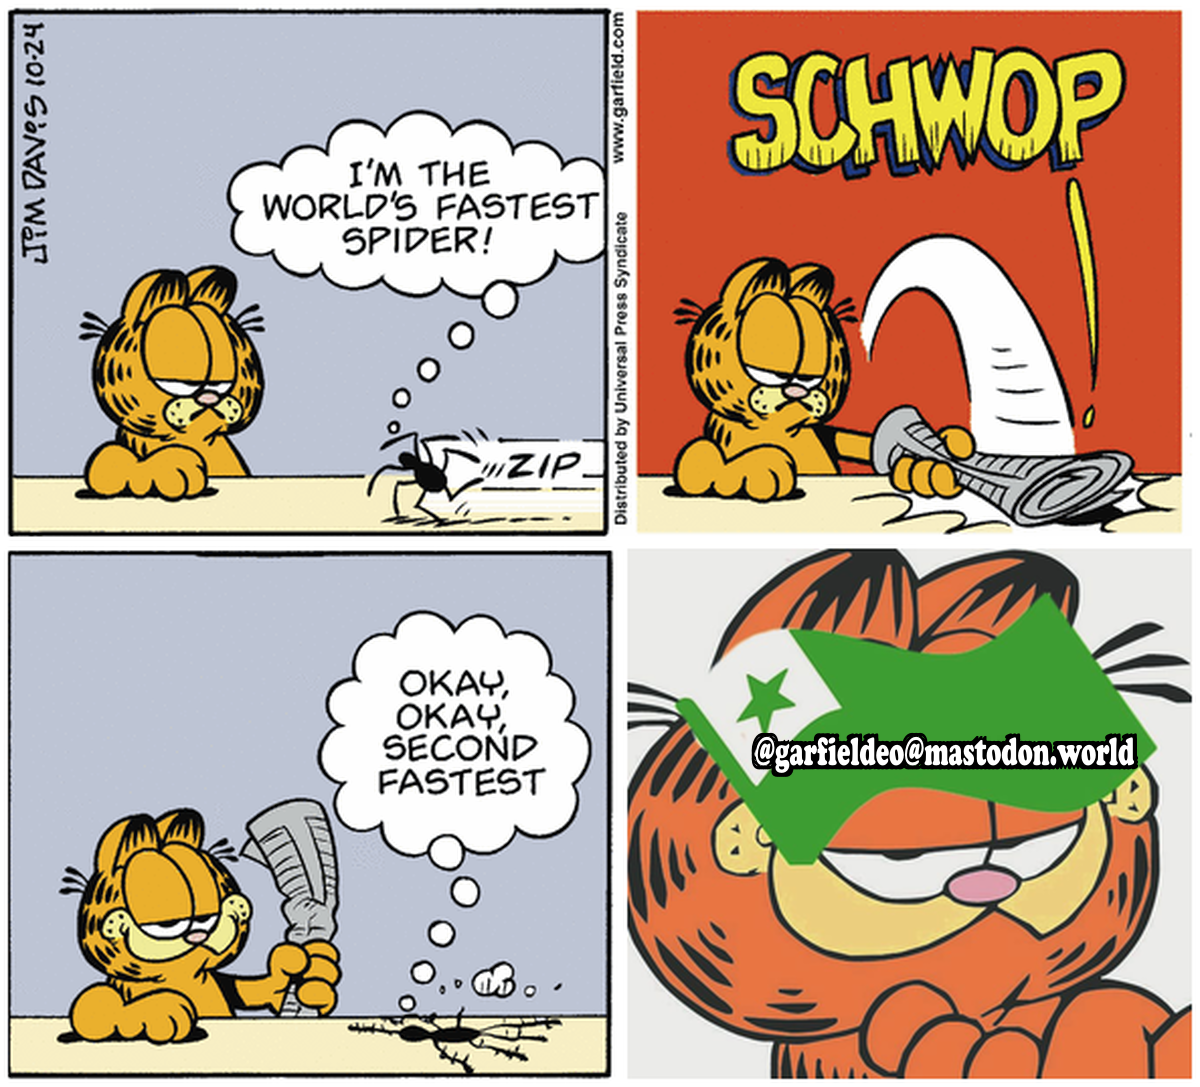 JIM DAVIS 10-24
I'M THE
WORLD'S FASTEST
SPIDER!
ZIP
www.garfield.com
Distributed by Universal Press Syndicate
SCHWOP
OKAY,
OKAY,
SECOND
FASTEST
@garfieldeo@mastodon.world